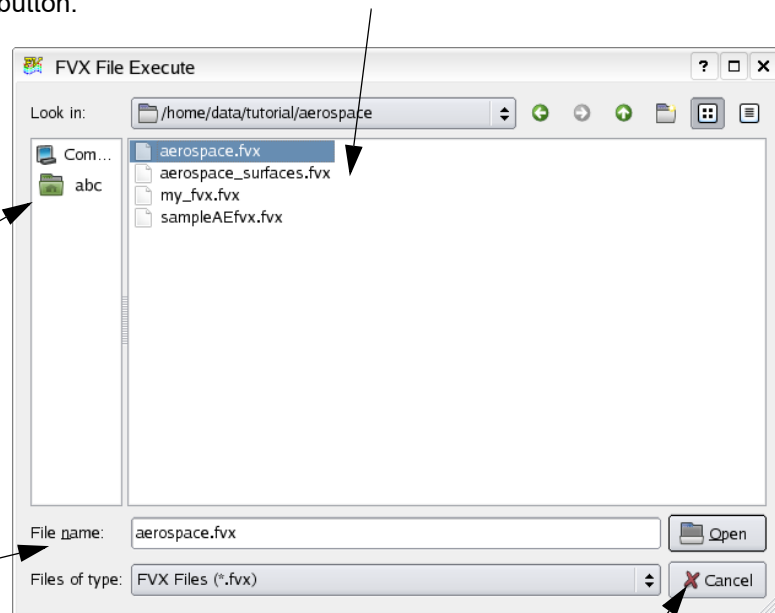 button.
FVX File Execute
Look in: /home/data/tutorial/aerospace
Com...
abc
aerospace.fvx
aerospace_surfaces.fvx
my_fvx.fvx
sampleAEfvx.fvx
File name: aerospace.fvx Open
Files of type: FVX Files (*.fvx) Cancel